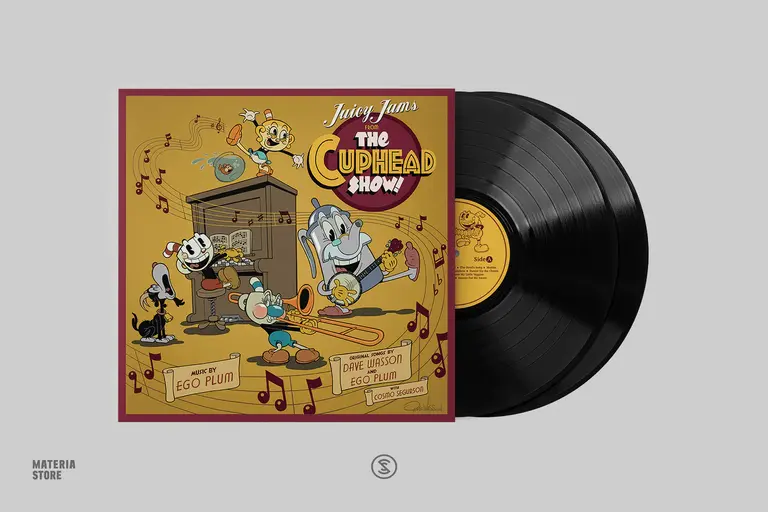 Juicy Jams
FROM
THE
CUPHEAD
SHOW!
MUSIC BY
EGO PLUM
ORIGINAL SONGS BY
DAVE WASSON
AND
EGO PLUM
WITH
COSMO SEGURSON
Side A
MATERIA
STORE